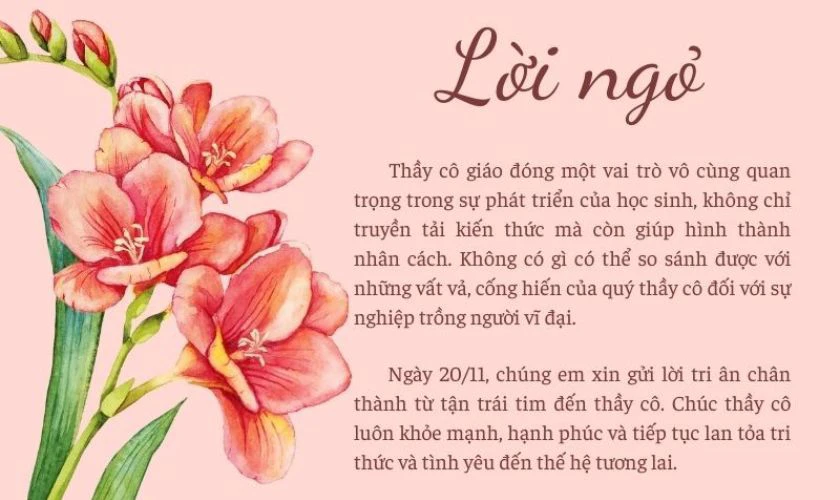 Lời ngỏ
Thầy cô giáo đóng một vai trò vô cùng quan
trọng trong sự phát triển của học sinh, không chỉ
truyền tải kiến thức mà còn giúp hình thành
nhân cách. Không có gì có thể so sánh được với
những vất vả, cống hiến của quý thầy cô đối với sự
nghiệp trồng người vĩ đại.
Ngày 20/11, chúng em xin gửi lời tri ân chân
thành từ tận trái tim đến thầy cô. Chúc thầy cô
luôn khỏe mạnh, hạnh phúc và tiếp tục lan tỏa tri
thức và tình yêu đến thế hệ tương lai.